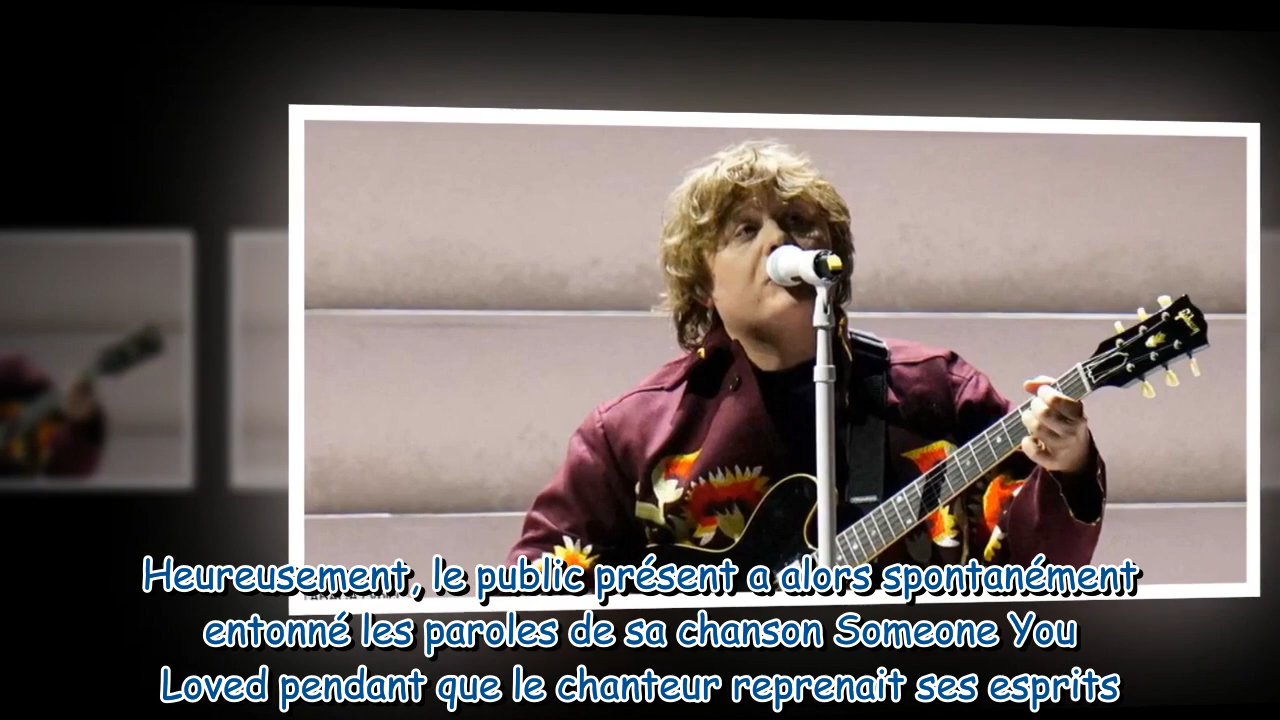 Gibson
Heureusement, le public présent a alors spontanément
entonné les paroles de sa chanson Someone You
Loved pendant que le chanteur reprenait ses esprits